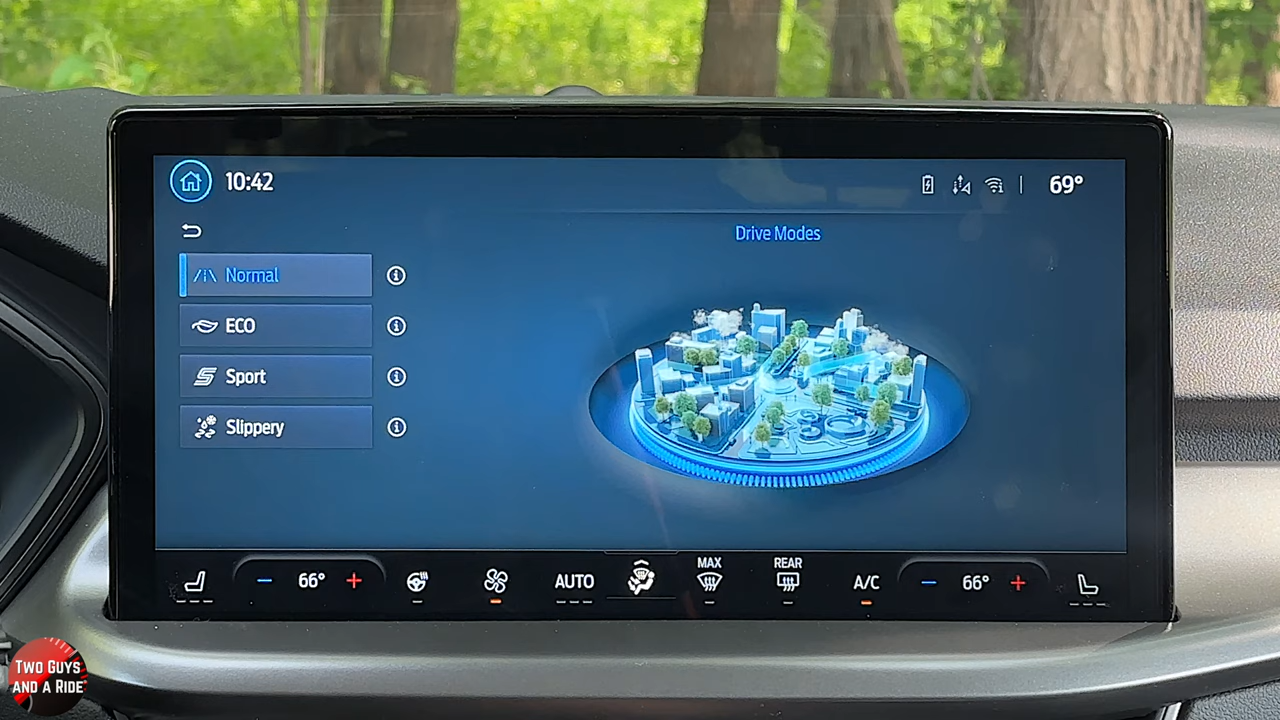 10:42
69°
Drive Modes
Normal
ECO
Sport
Slippery
66°
AUTO
MAX
REAR
A/C
66°
TWO GUYS
AND A RIDE